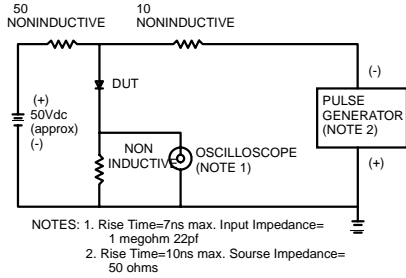 50
NONINDUCTIVE
10
NONINDUCTIVE
(+)
50Vdc
(approx)
(-)
DUT
NON
INDUCTIVE
OSCILLOSCOPE
(NOTE 1)
(-)
PULSE
GENERATOR
(NOTE 2)
(+)
NOTES: 1. Rise Time=7ns max. Input Impedance=
1 megohm 22pf
2. Rise Time=10ns max. Sourse Impedance=
50 ohms